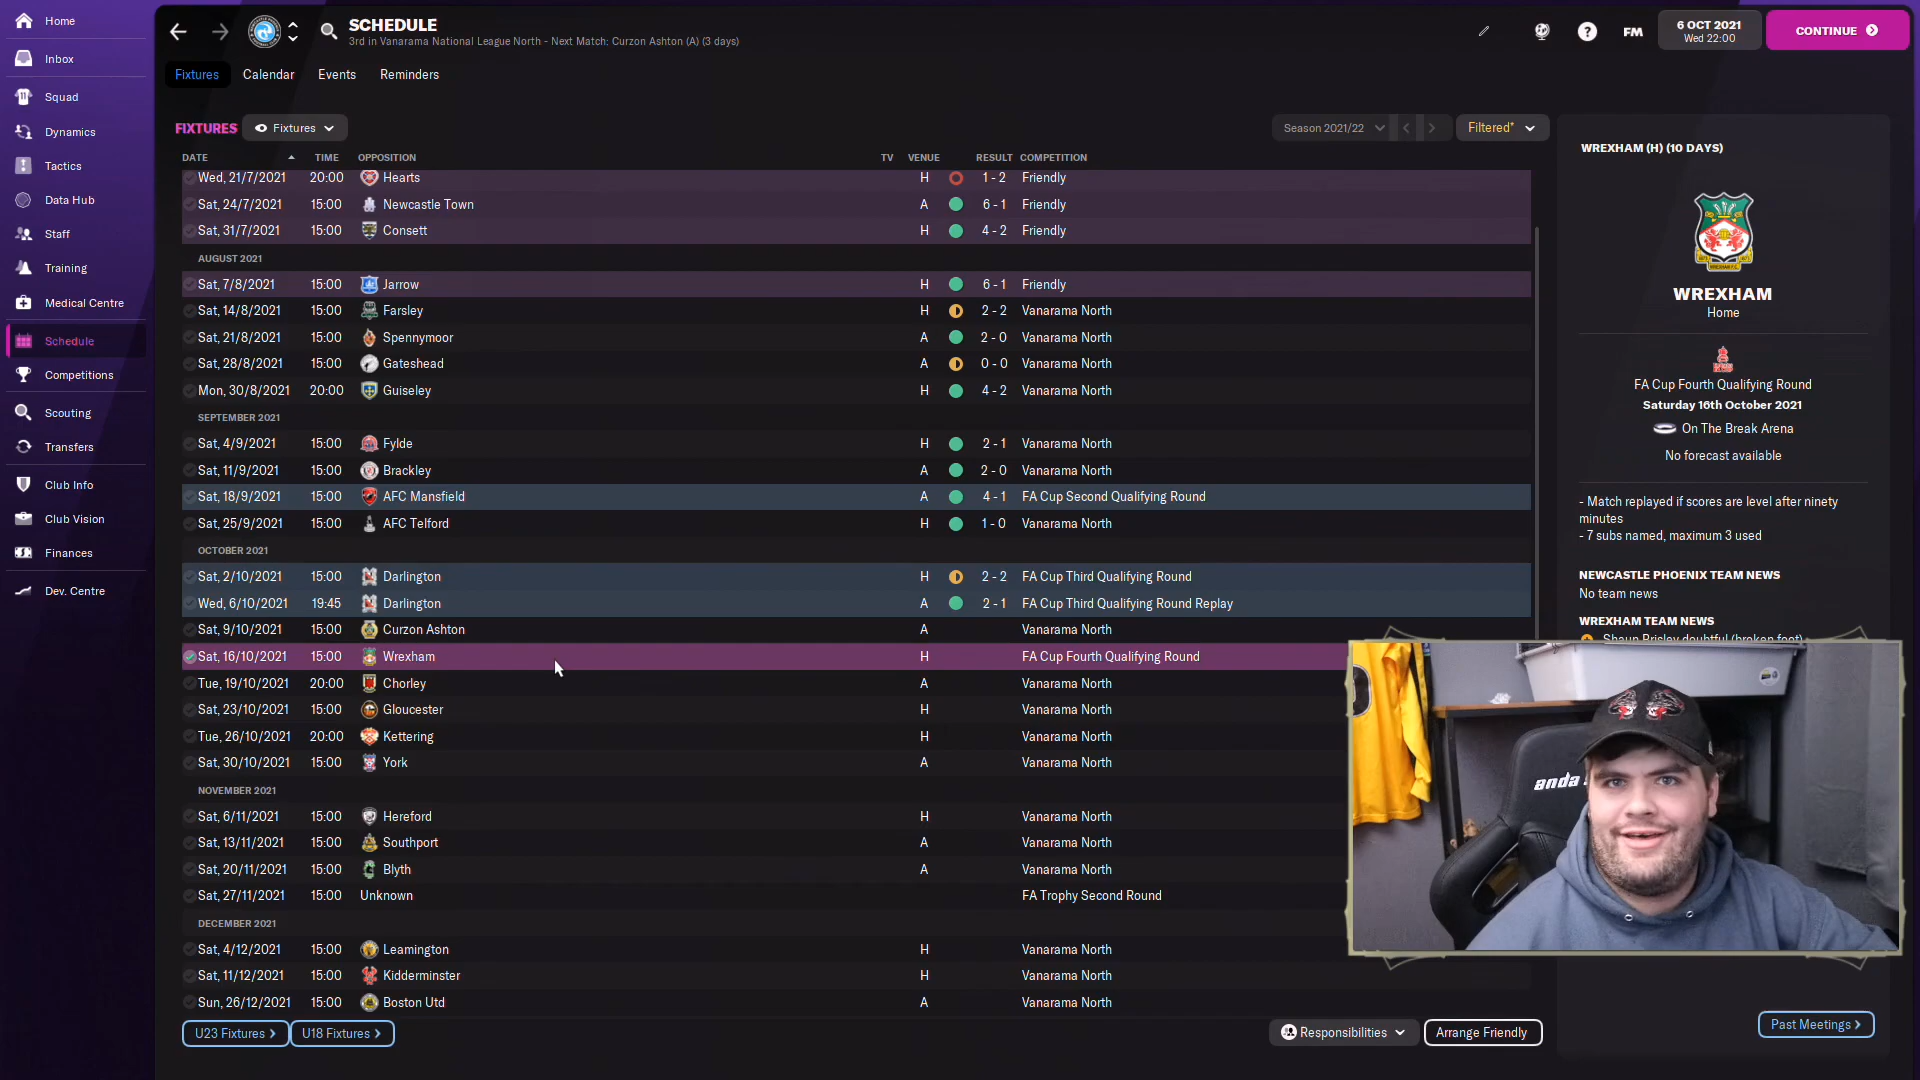 Home
Inbox
Squad
Dynamics
Tactics
Data Hub
Staff
Training
Medical Centre
Schedule
Competitions
Scouting
Transfers
Club Info
Club Vision
Finances
Dev. Centre
SCHEDULE
3rd in Vanarama National League North - Next Match: Curzon Ashton (A) (3 days)
FM
6 OCT 2021
Wed 22:00
CONTINUE
Fixtures Calendar Events Reminders
FIXTURES Fixtures Season 2021/22 Filtered*
DATE TIME OPPOSITION TV VENUE RESULT COMPETITION
Wed, 21/7/2021 20:00 Hearts H 1 - 2 Friendly
Sat, 24/7/2021 15:00 Newcastle Town A 6 - 1 Friendly
Sat, 31/7/2021 15:00 Consett H 4 - 2 Friendly
AUGUST 2021
Sat, 7/8/2021 15:00 Jarrow H 6 - 1 Friendly
Sat, 14/8/2021 15:00 Farsley H 2 - 2 Vanarama North
Sat, 21/8/2021 15:00 Spennymoor A 2 - 0 Vanarama North
Sat, 28/8/2021 15:00 Gateshead A 0 - 0 Vanarama North
Mon, 30/8/2021 20:00 Guiseley H 4 - 2 Vanarama North
SEPTEMBER 2021
Sat, 4/9/2021 15:00 Fylde H 2 - 1 Vanarama North
Sat, 11/9/2021 15:00 Brackley A 2 - 0 Vanarama North
Sat, 18/9/2021 15:00 AFC Mansfield A 4 - 1 FA Cup Second Qualifying Round
Sat, 25/9/2021 15:00 AFC Telford H 1 - 0 Vanarama North
OCTOBER 2021
Sat, 2/10/2021 15:00 Darlington H 2 - 2 FA Cup Third Qualifying Round
Wed, 6/10/2021 19:45 Darlington A 2 - 1 FA Cup Third Qualifying Round Replay
Sat, 9/10/2021 15:00 Curzon Ashton A Vanarama North
Sat, 16/10/2021 15:00 Wrexham H FA Cup Fourth Qualifying Round
Tue, 19/10/2021 20:00 Chorley A Vanarama North
Sat, 23/10/2021 15:00 Gloucester H Vanarama North
Tue, 26/10/2021 20:00 Kettering H Vanarama North
Sat, 30/10/2021 15:00 York A Vanarama North
NOVEMBER 2021
Sat, 6/11/2021 15:00 Hereford H Vanarama North
Sat, 13/11/2021 15:00 Southport A Vanarama North
Sat, 20/11/2021 15:00 Blyth A Vanarama North
Sat, 27/11/2021 15:00 Unknown FA Trophy Second Round
DECEMBER 2021
Sat, 4/12/2021 15:00 Leamington H Vanarama North
Sat, 11/12/2021 15:00 Kidderminster H Vanarama North
Sun, 26/12/2021 15:00 Boston Utd A Vanarama North
U23 Fixtures U18 Fixtures Responsibilities Arrange Friendly
WREXHAM (H) (10 DAYS)
WREXHAM
Home
FA Cup Fourth Qualifying Round
Saturday 16th October 2021
On The Break Arena
No forecast available
- Match replayed if scores are level after ninety
minutes
- 7 subs named, maximum 3 used
NEWCASTLE PHOENIX TEAM NEWS
No team news
WREXHAM TEAM NEWS
Shaun Brisley doubtful (broken foot)
anda
Past Meetings